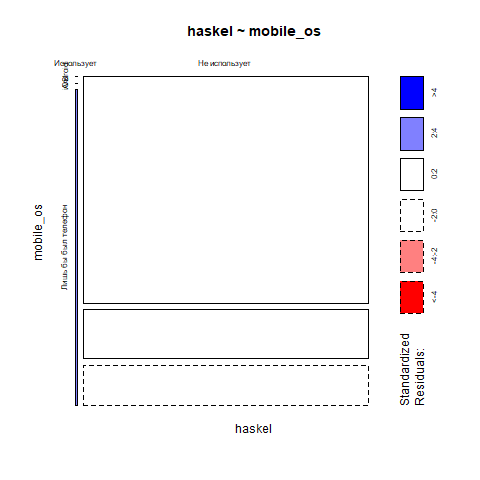 haskel ~ mobile_os
Использует
Не использует
mobile_os
Лишь бы был телефон
haskel
Standardized
Residuals:
<-4
-4:-2
-2:0
0:2
2:4
>4